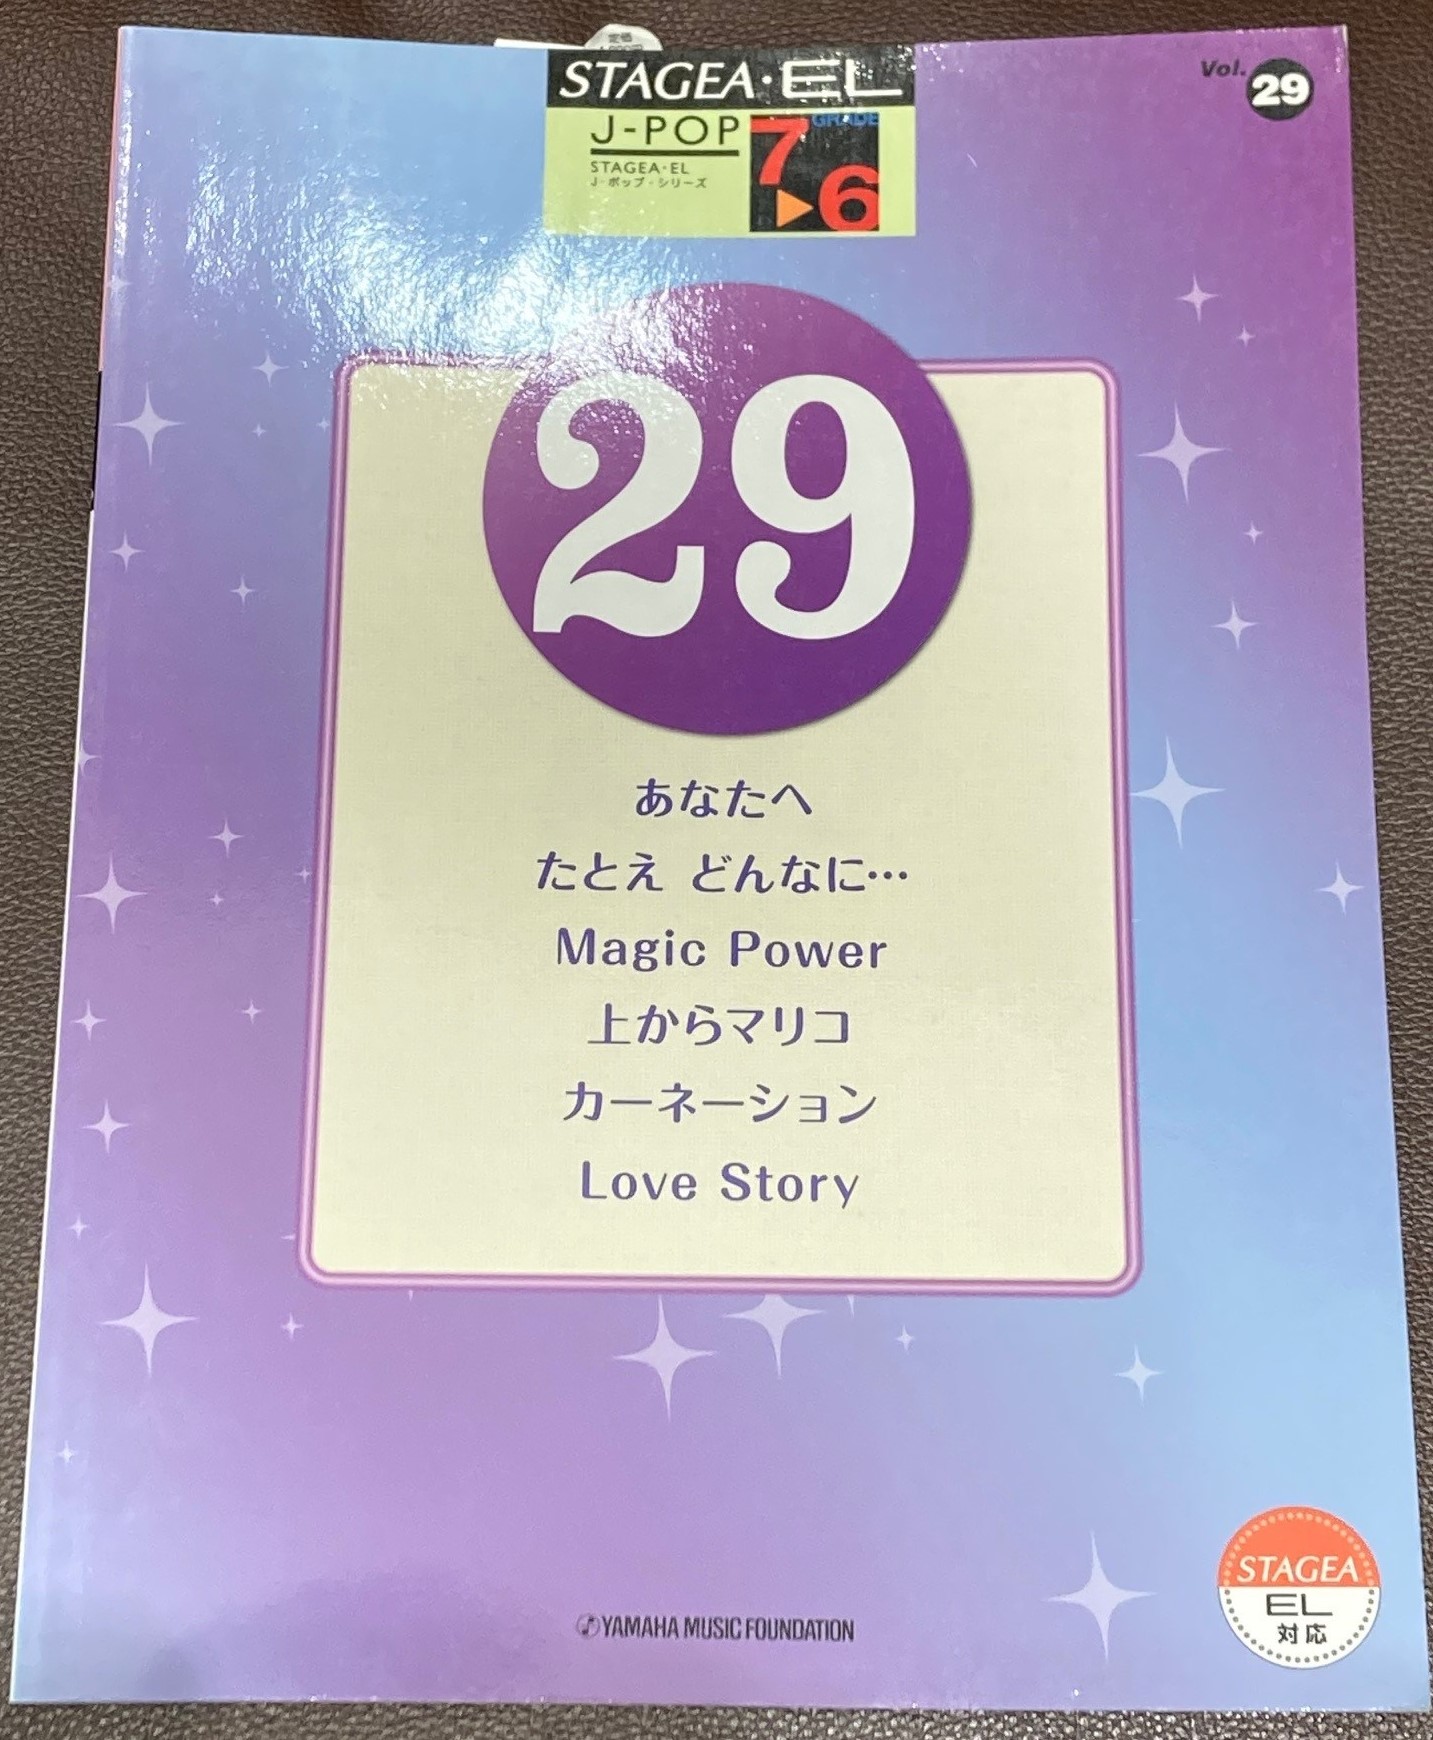 定価
STAGEA・EL
Vol. 29
J-POP
GRADE
7▶6
STAGEA・EL
J-ポップ・シリーズ
29
あなたへ
たとえ どんなに…
Magic Power
上からマリコ
カーネーション
Love Story
STAGEA
EL
対応
YAMAHA MUSIC FOUNDATION